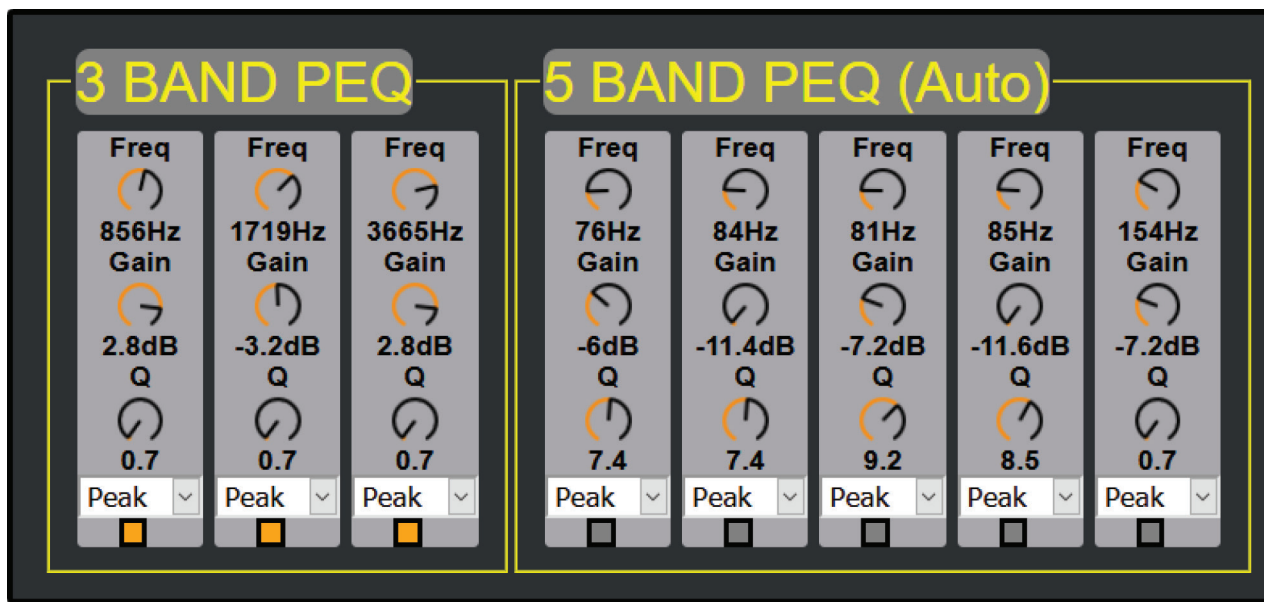 3 BAND PEQ
Freq Freq Freq
856Hz 1719Hz 3665Hz
Gain Gain Gain
2.8dB -3.2dB 2.8dB
Q Q Q
0.7 0.7 0.7
Peak Peak Peak
5 BAND PEQ (Auto)
Freq Freq Freq Freq Freq
76Hz 84Hz 81Hz 85Hz 154Hz
Gain Gain Gain Gain Gain
-6dB -11.4dB -7.2dB -11.6dB -7.2dB
Q Q Q Q Q
7.4 7.4 9.2 8.5 0.7
Peak Peak Peak Peak Peak